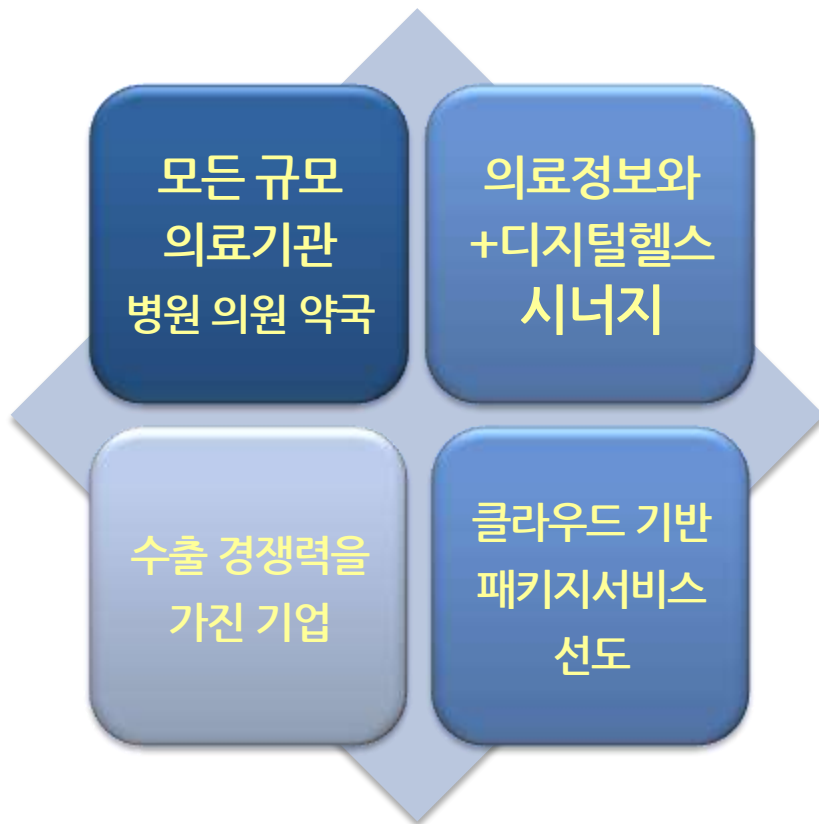 모든 규모
의료기관
병원 의원 약국
의료정보와
+디지털헬스
시너지
수출 경쟁력을
가진 기업
클라우드 기반
패키지서비스
선도